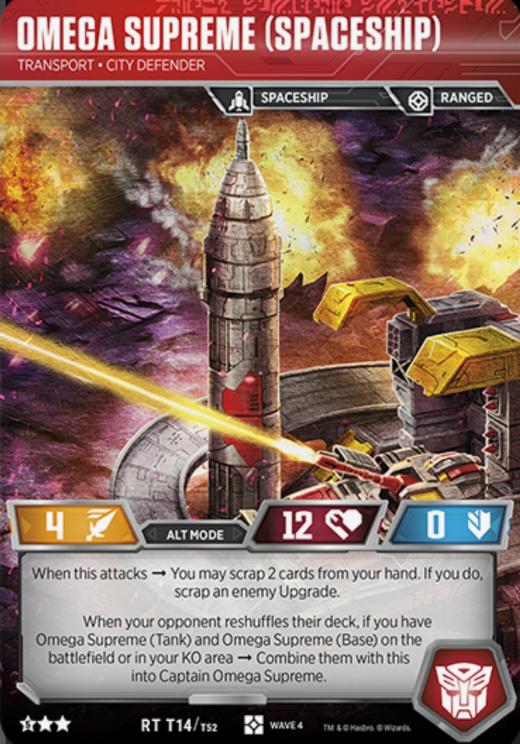 OMEGA SUPREME (SPACESHIP)
TRANSPORT • CITY DEFENDER
SPACESHIP
RANGED
4
ALT MODE
12
0
When this attacks → You may scrap 2 cards from your hand. If you do,
scrap an enemy Upgrade.
When your opponent reshuffles their deck, if you have
Omega Supreme (Tank) and Omega Supreme (Base) on the
battlefield or in your KO area → Combine them with this
into Captain Omega Supreme.
RT T14/T52
WAVE 4
TM & © Hasbro. © Wizards.